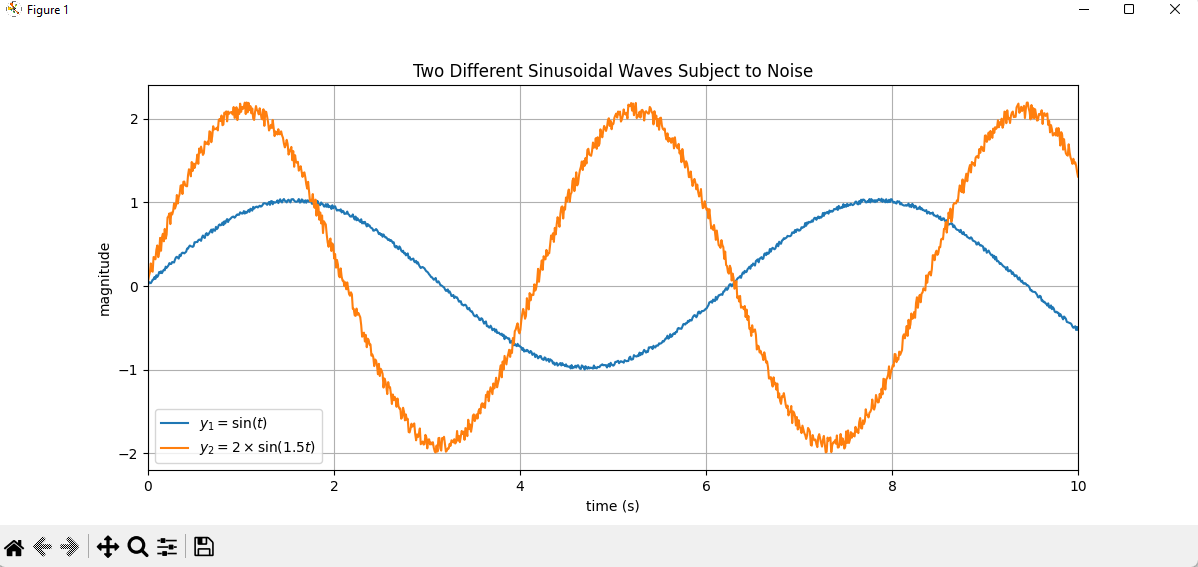 Figure 1
Two Different Sinusoidal Waves Subject to Noise
magnitude
2
1
0
−1
−2
y₁ = sin(t)
y₂ = 2 × sin(1.5t)
0 2 4 6 8 10
time (s)